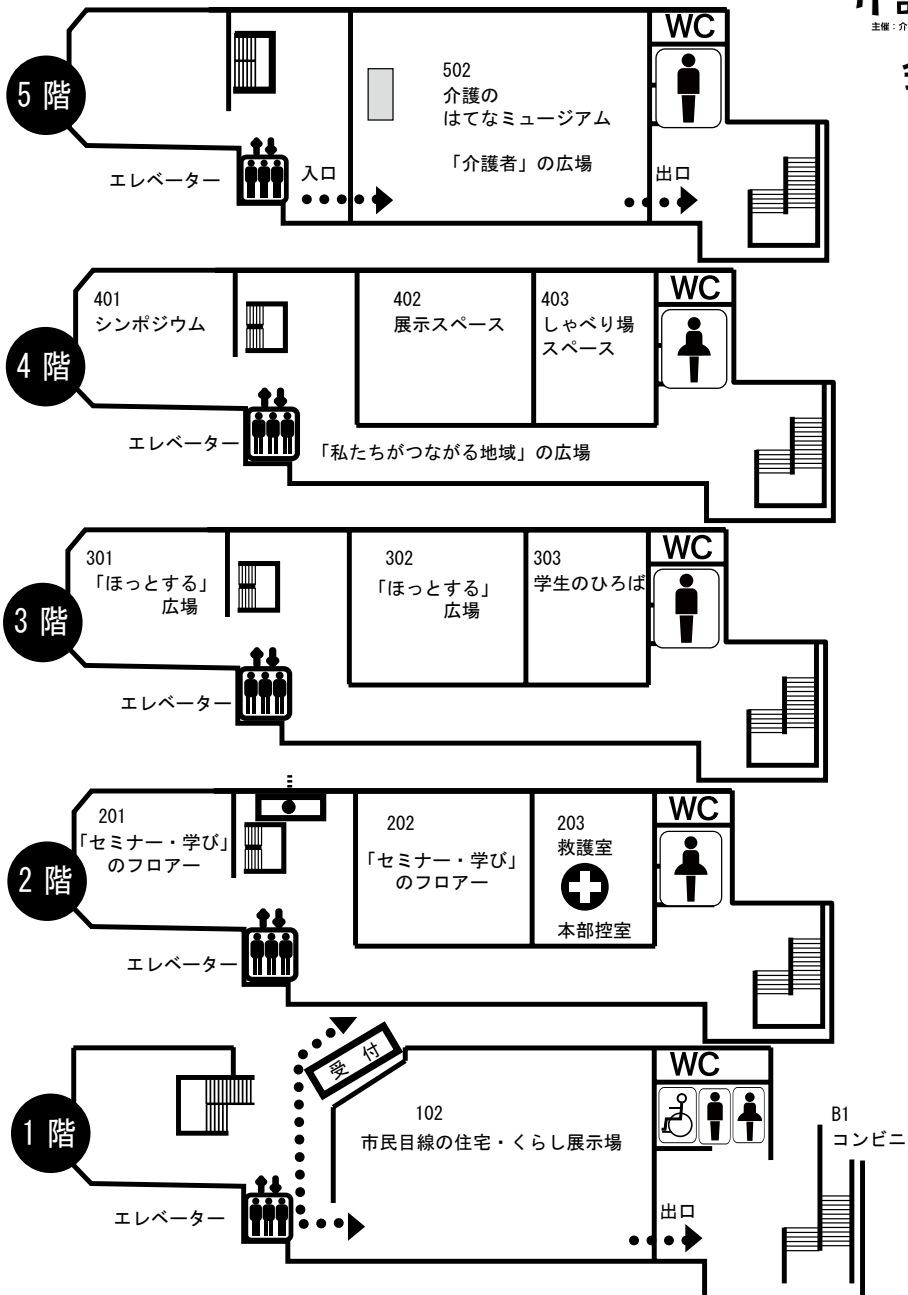 主催：介
5 階
WC
502
介護の
はてなミュージアム
「介護者」の広場
エレベーター
入口
出口
4 階
401
シンポジウム
402
展示スペース
403
しゃべり場
スペース
WC
エレベーター
「私たちがつながる地域」の広場
3 階
301
「ほっとする」
広場
302
「ほっとする」
広場
303
学生のひろば
WC
エレベーター
2 階
201
「セミナー・学び」
のフロアー
202
「セミナー・学び」
のフロアー
203
救護室
本部控室
WC
エレベーター
1 階
受 付
102
市民目線の住宅・くらし展示場
WC
B1
コンビニ
エレベーター
出口